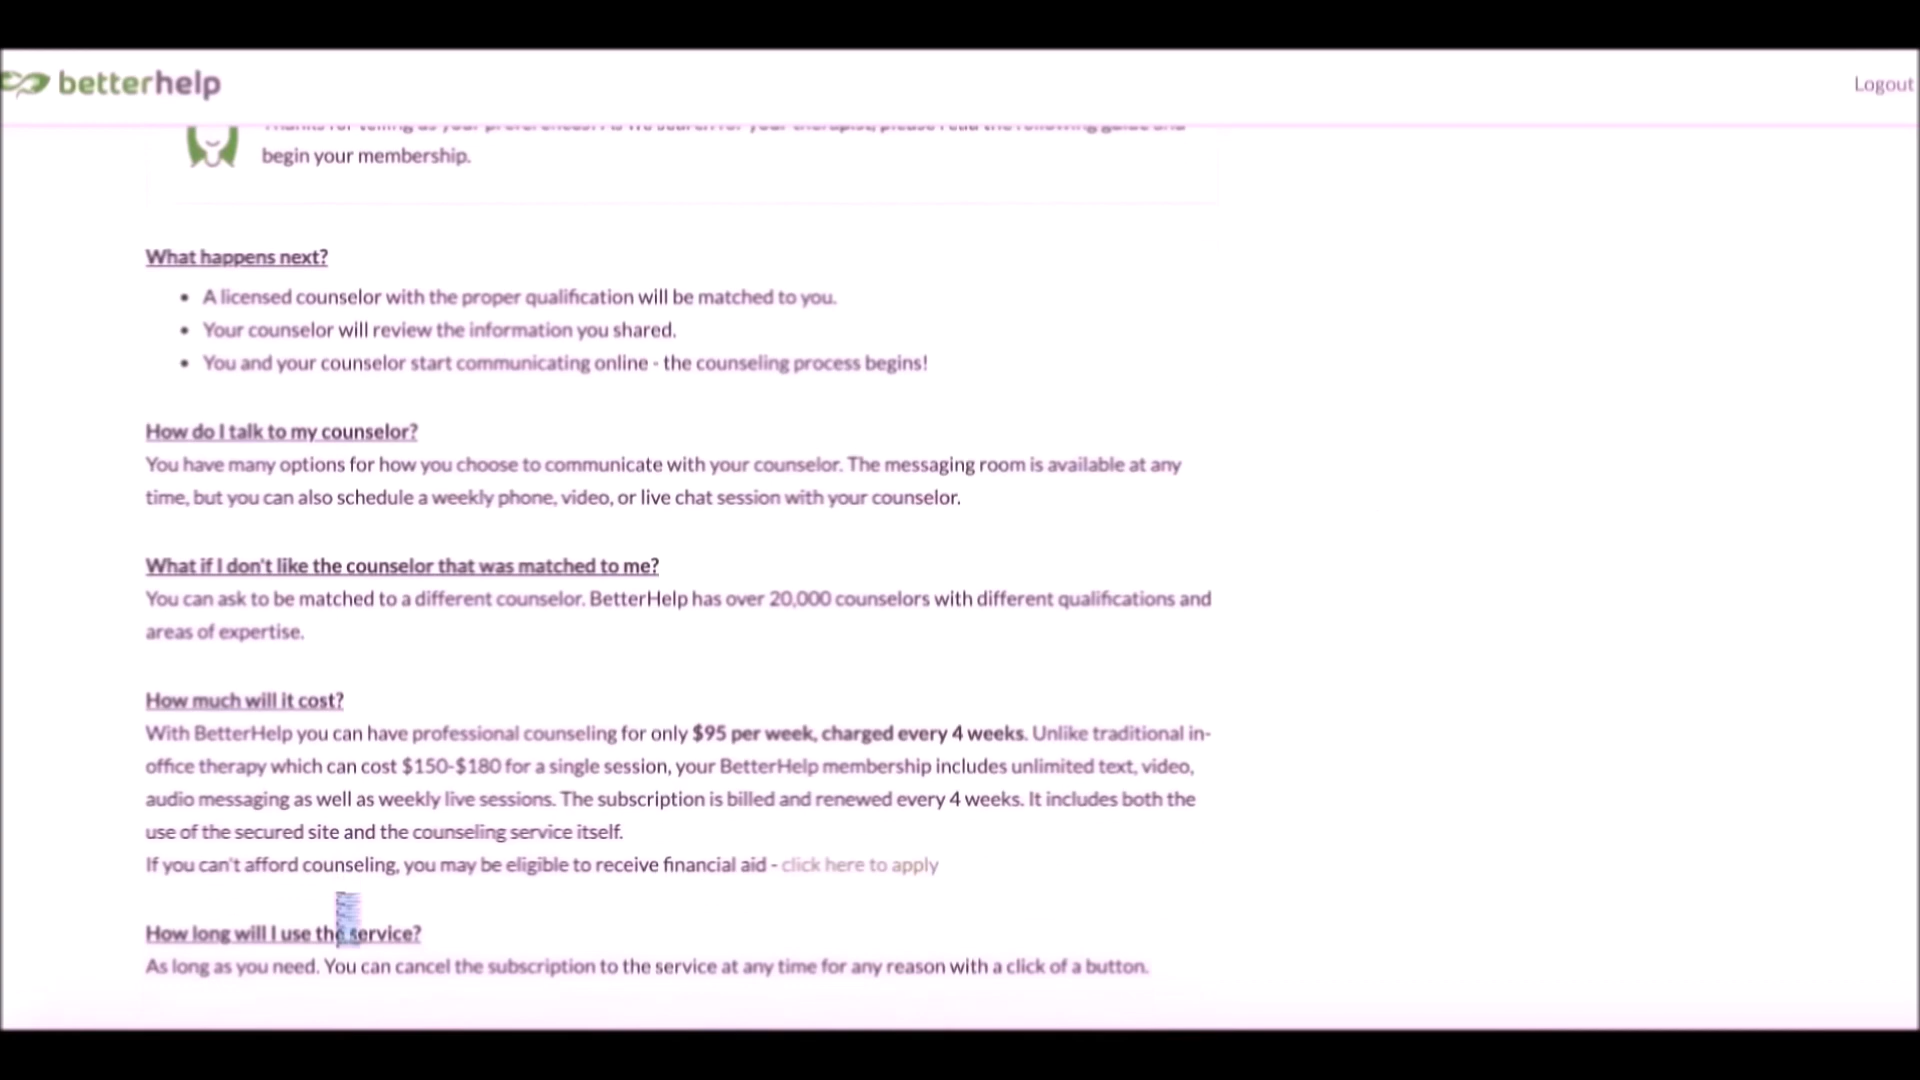 betterhelp
Logout
begin your membership.
What happens next?
• A licensed counselor with the proper qualification will be matched to you.
• Your counselor will review the information you shared.
• You and your counselor start communicating online - the counseling process begins!
How do I talk to my counselor?
You have many options for how you choose to communicate with your counselor. The messaging room is available at any
time, but you can also schedule a weekly phone, video, or live chat session with your counselor.
What if I don't like the counselor that was matched to me?
You can ask to be matched to a different counselor. BetterHelp has over 20,000 counselors with different qualifications and
areas of expertise.
How much will it cost?
With BetterHelp you can have professional counseling for only $95 per week, charged every 4 weeks. Unlike traditional in-
office therapy which can cost $150-$180 for a single session, your BetterHelp membership includes unlimited text, video,
audio messaging as well as weekly live sessions. The subscription is billed and renewed every 4 weeks. It includes both the
use of the secured site and the counseling service itself.
If you can't afford counseling, you may be eligible to receive financial aid - click here to apply
How long will I use the service?
As long as you need. You can cancel the subscription to the service at any time for any reason with a click of a button.